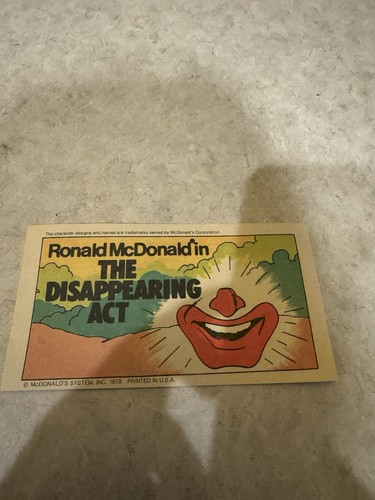 The character designs and names are trademarks owned by McDonald's Corporation.
Ronald McDonald in
THE
DISAPPEARING
ACT
© McDONALD'S SYSTEM, INC. 1978 PRINTED IN U.S.A.